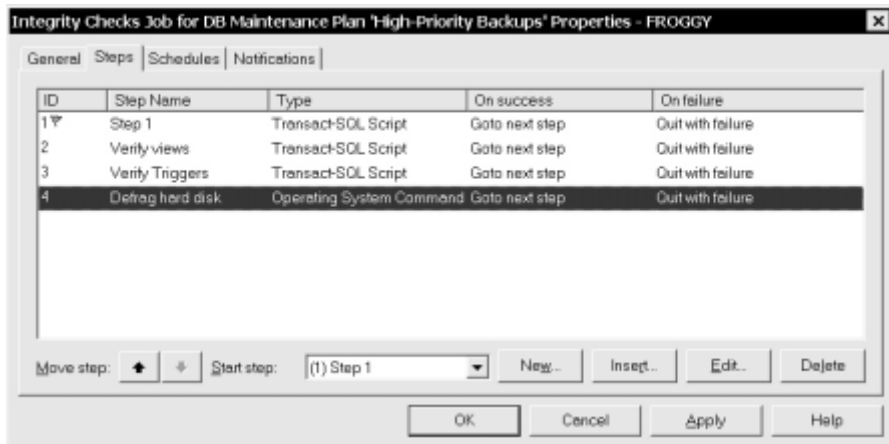 Integrity Checks Job for DB Maintenance Plan 'High-Priority Backups' Properties - FROGGY
General Steps Schedules Notifications
ID Step Name Type On success On failure
1 Step 1 Transact-SQL Script Goto next step Quit with failure
2 Verify views Transact-SQL Script Goto next step Quit with failure
3 Verify Triggers Transact-SQL Script Goto next step Quit with failure
4 Defrag hard disk Operating System Command Goto next step Quit with failure
Move step: Start step: (1) Step 1 New... Insert... Edit... Delete
OK Cancel Apply Help